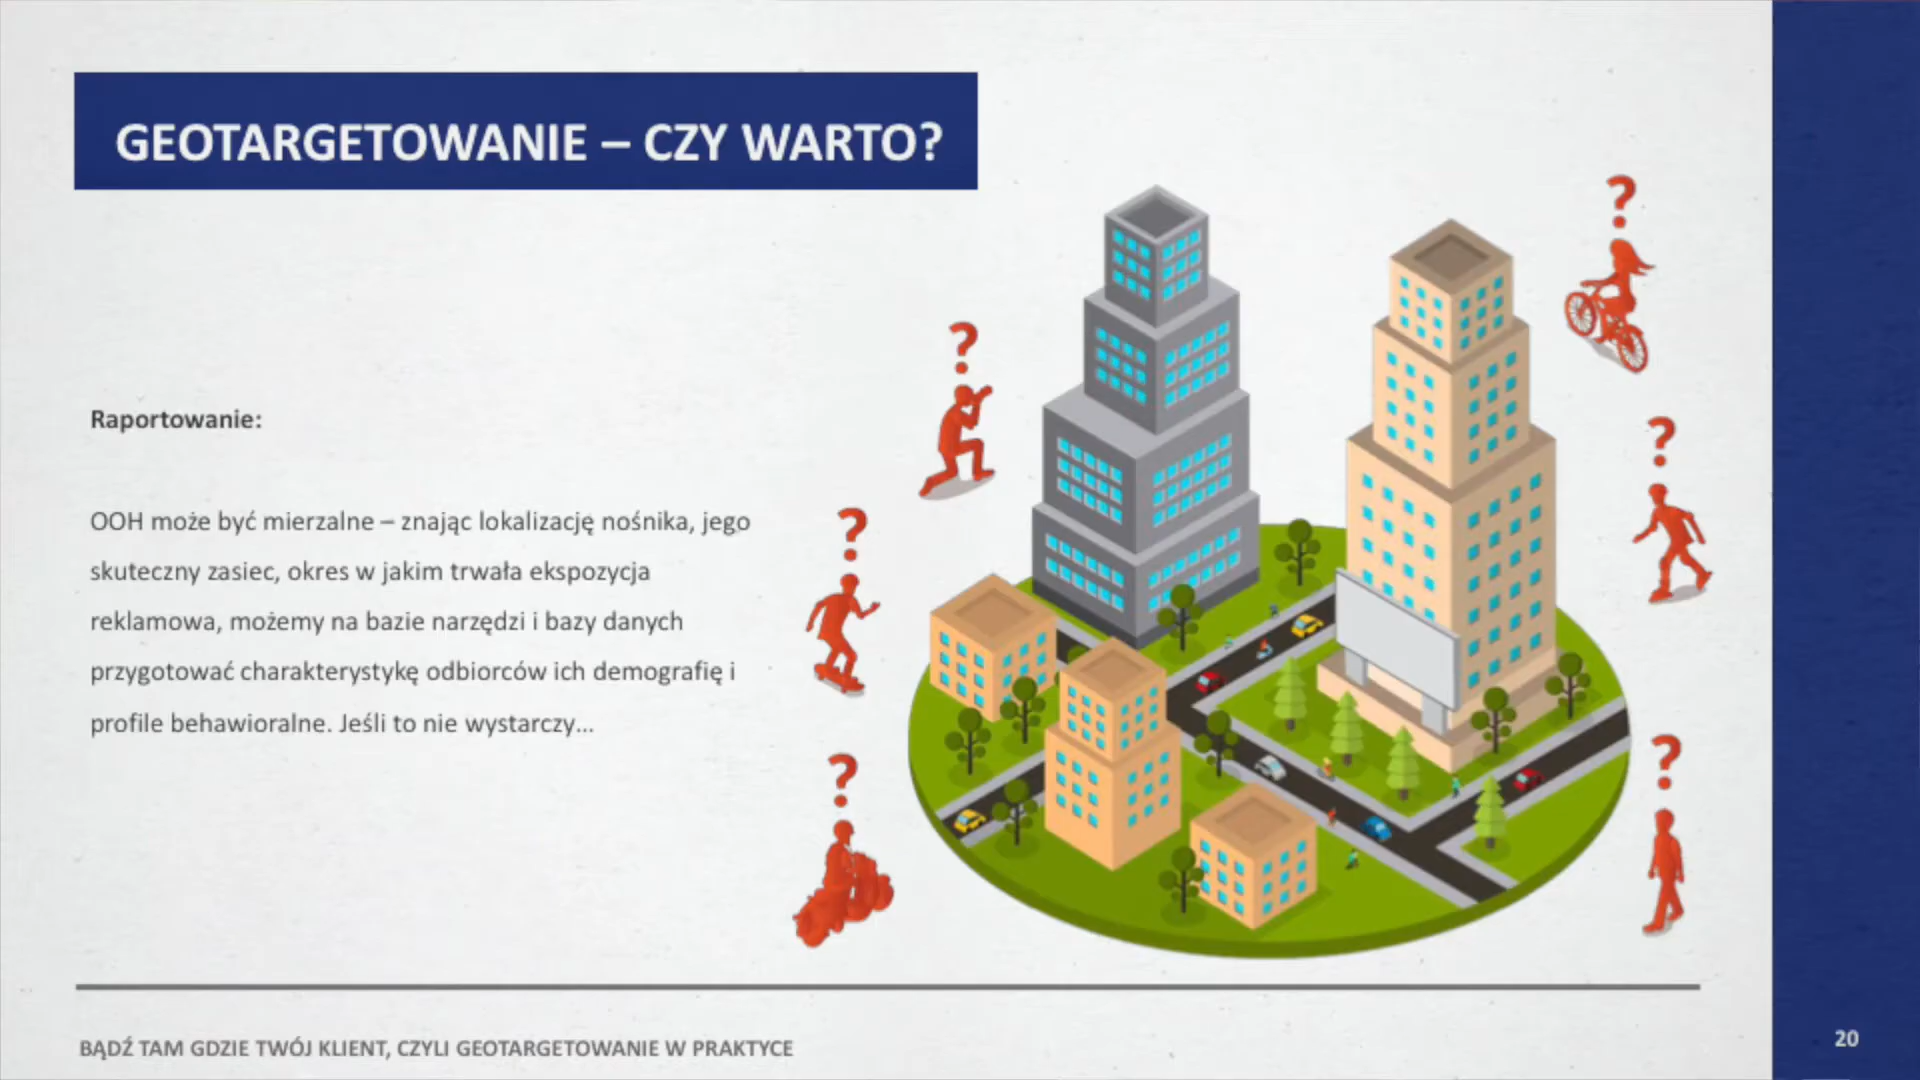 GEOTARGETOWANIE – CZY WARTO?
?
?
?
?
?
?
Raportowanie:
OOH może być mierzalne – znając lokalizację nośnika, jego
skuteczny zasiec, okres w jakim trwała ekspozycja
reklamowa, możemy na bazie narzędzi i bazy danych
przygotować charakterystykę odbiorców ich demografię i
profile behawioralne. Jeśli to nie wystarczy...
BĄDŹ TAM GDZIE TWÓJ KLIENT, CZYLI GEOTARGETOWANIE W PRAKTYCE
20